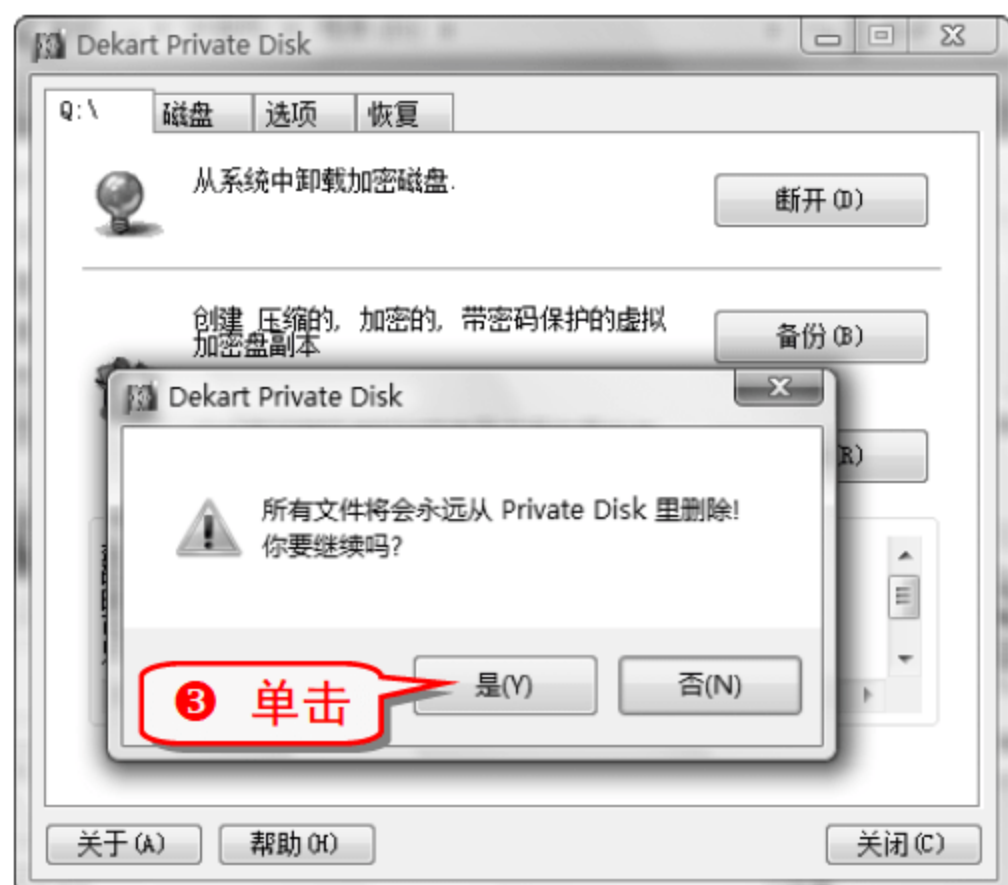 Dekart Private Disk
Q:\ 磁盘 选项 恢复
从系统中卸载加密磁盘.
断开(D)
创建 压缩的, 加密的, 带密码保护的虚拟
加密盘副本
备份(B)
Dekart Private Disk
R)
所有文件将会永远从 Private Disk 里删除!
你要继续吗?
❸ 单击
是(Y)
否(N)
关于(A)
帮助(H)
关闭(C)